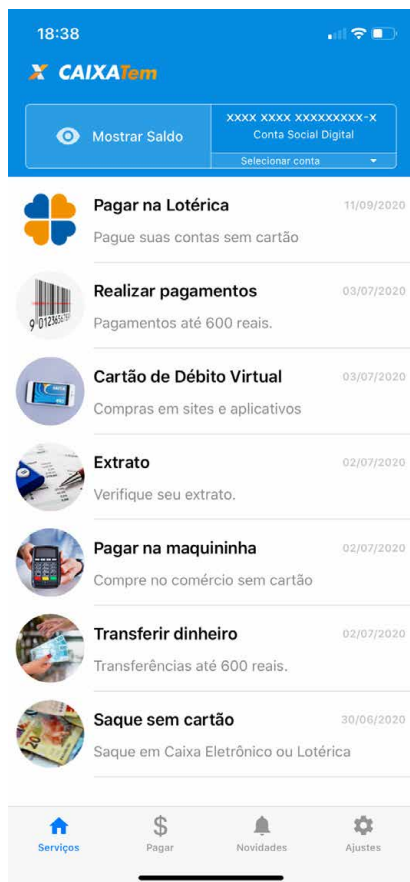 18:38
CAIXATem
Mostrar Saldo
XXXX XXXX XXXXXXXXX-X
Conta Social Digital
Selecionar conta
Pagar na Lotérica 11/09/2020
Pague suas contas sem cartão
Realizar pagamentos 03/07/2020
Pagamentos até 600 reais.
Cartão de Débito Virtual 03/07/2020
Compras em sites e aplicativos
Extrato 02/07/2020
Verifique seu extrato.
Pagar na maquininha 02/07/2020
Compre no comércio sem cartão
Transferir dinheiro 02/07/2020
Transferências até 600 reais.
Saque sem cartão 30/06/2020
Saque em Caixa Eletrônico ou Lotérica
Serviços Pagar Novidades Ajustes